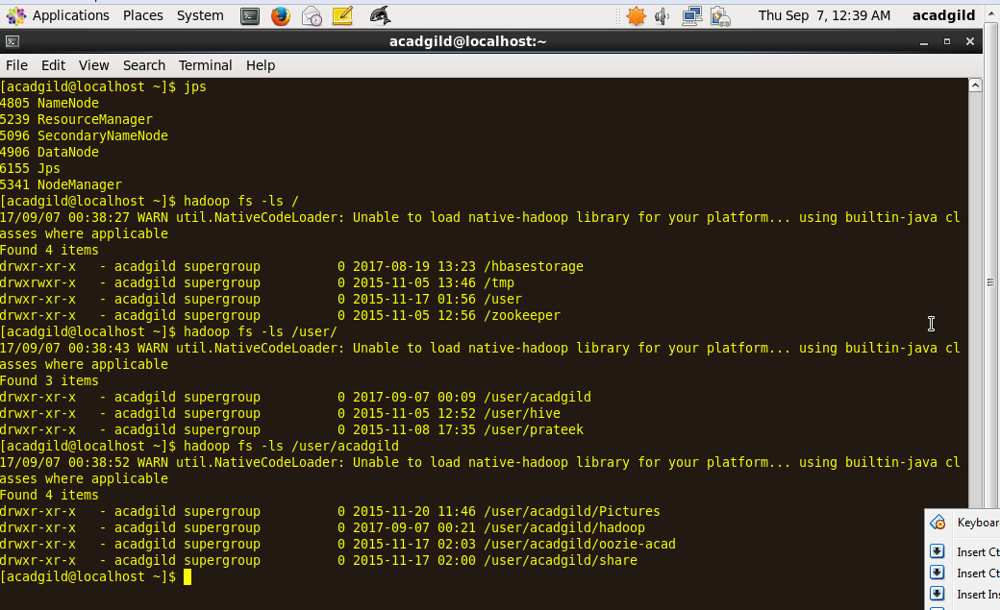 Applications Places System Thu Sep 7, 12:39 AM acadgild
acadgild@localhost:~
File Edit View Search Terminal Help
[acadgild@localhost ~]$ jps
4805 NameNode
5239 ResourceManager
5096 SecondaryNameNode
4906 DataNode
6155 Jps
5341 NodeManager
[acadgild@localhost ~]$ hadoop fs -ls /
17/09/07 00:38:27 WARN util.NativeCodeLoader: Unable to load native-hadoop library for your platform... using builtin-java cl
asses where applicable
Found 4 items
drwxr-xr-x   - acadgild supergroup          0 2017-08-19 13:23 /hbasestorage
drwxrwxr-x   - acadgild supergroup          0 2015-11-05 13:46 /tmp
drwxr-xr-x   - acadgild supergroup          0 2015-11-17 01:56 /user
drwxr-xr-x   - acadgild supergroup          0 2015-11-05 12:56 /zookeeper
[acadgild@localhost ~]$ hadoop fs -ls /user/
17/09/07 00:38:43 WARN util.NativeCodeLoader: Unable to load native-hadoop library for your platform... using builtin-java cl
asses where applicable
Found 3 items
drwxr-xr-x   - acadgild supergroup          0 2017-09-07 00:09 /user/acadgild
drwxr-xr-x   - acadgild supergroup          0 2015-11-05 12:52 /user/hive
drwxr-xr-x   - acadgild supergroup          0 2015-11-08 17:35 /user/prateek
[acadgild@localhost ~]$ hadoop fs -ls /user/acadgild
17/09/07 00:38:52 WARN util.NativeCodeLoader: Unable to load native-hadoop library for your platform... using builtin-java cl
asses where applicable
Found 4 items
drwxr-xr-x   - acadgild supergroup          0 2015-11-20 11:46 /user/acadgild/Pictures
drwxr-xr-x   - acadgild supergroup          0 2017-09-07 00:21 /user/acadgild/hadoop
drwxr-xr-x   - acadgild supergroup          0 2015-11-17 02:03 /user/acadgild/oozie-acad
drwxr-xr-x   - acadgild supergroup          0 2015-11-17 02:00 /user/acadgild/share
[acadgild@localhost ~]$
Keyboar
Insert Ct
Insert Ct
Insert Ins